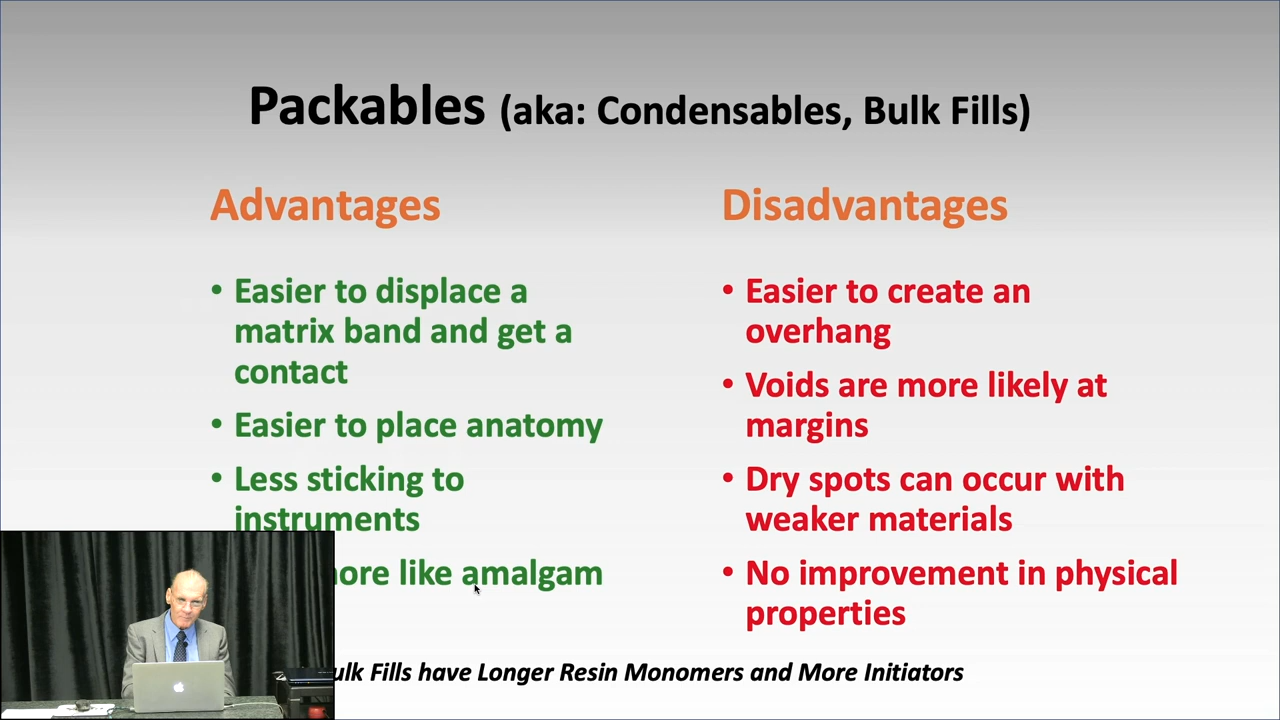 Packables (aka: Condensables, Bulk Fills)
Advantages
• Easier to displace a
matrix band and get a
contact
• Easier to place anatomy
• Less sticking to
instruments
like amalgam
Disadvantages
• Easier to create an
overhang
• Voids are more likely at
margins
• Dry spots can occur with
weaker materials
• No improvement in physical
properties
Fills have Longer Resin Monomers and More Initiators